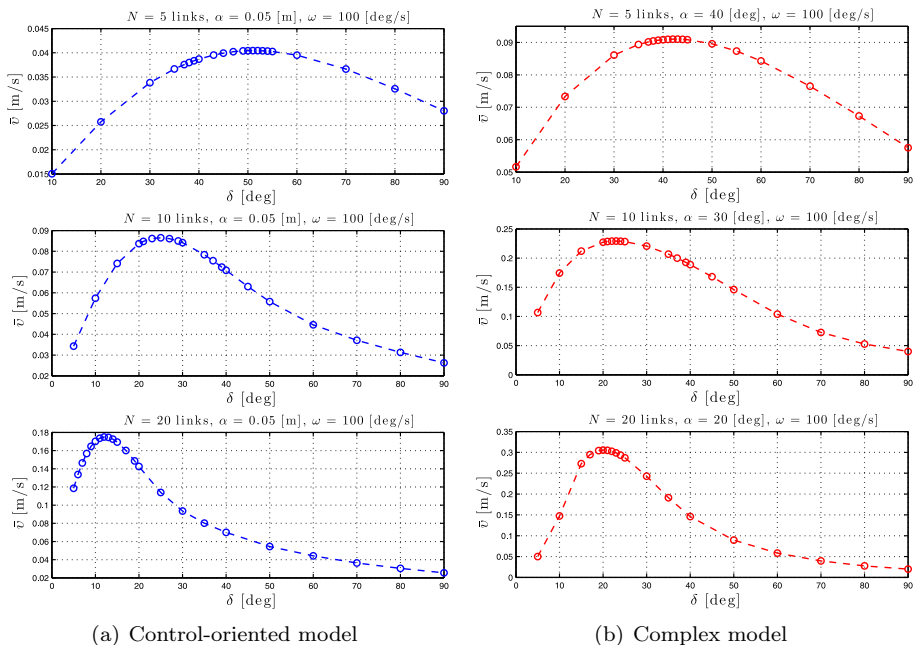 N = 5 links, α = 0.05 [m], ω = 100 [deg/s]
0.045
0.04
0.035
0.03
0.025
0.02
0.015
v̄ [m/s]
10 20 30 40 50 60 70 80 90
δ [deg]
N = 10 links, α = 0.05 [m], ω = 100 [deg/s]
0.09
0.08
0.07
0.06
0.05
0.04
0.03
0.02
v̄ [m/s]
0 10 20 30 40 50 60 70 80 90
δ [deg]
N = 20 links, α = 0.05 [m], ω = 100 [deg/s]
0.18
0.16
0.14
0.12
0.1
0.08
0.06
0.04
0.02
v̄ [m/s]
0 10 20 30 40 50 60 70 80 90
δ [deg]
(a) Control-oriented model
N = 5 links, α = 40 [deg], ω = 100 [deg/s]
0.09
0.08
0.07
0.06
0.05
v̄ [m/s]
10 20 30 40 50 60 70 80 90
δ [deg]
N = 10 links, α = 30 [deg], ω = 100 [deg/s]
0.25
0.2
0.15
0.1
0.05
0
v̄ [m/s]
0 10 20 30 40 50 60 70 80 90
δ [deg]
N = 20 links, α = 20 [deg], ω = 100 [deg/s]
0.35
0.3
0.25
0.2
0.15
0.1
0.05
0
v̄ [m/s]
0 10 20 30 40 50 60 70 80 90
δ [deg]
(b) Complex model